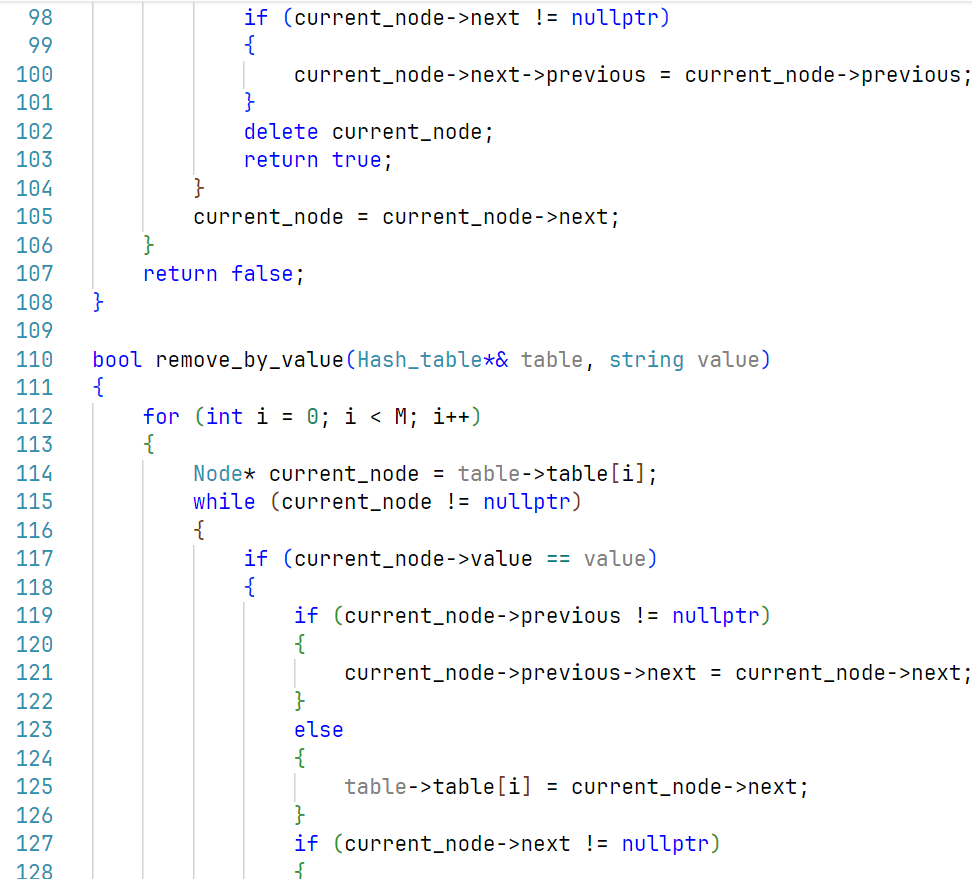 98 if (current_node->next != nullptr)
99 {
100 current_node->next->previous = current_node->previous;
101 }
102 delete current_node;
103 return true;
104 }
105 current_node = current_node->next;
106 }
107 return false;
108 }
109
110 bool remove_by_value(Hash_table*& table, string value)
111 {
112 for (int i = 0; i < M; i++)
113 {
114 Node* current_node = table->table[i];
115 while (current_node != nullptr)
116 {
117 if (current_node->value == value)
118 {
119 if (current_node->previous != nullptr)
120 {
121 current_node->previous->next = current_node->next;
122 }
123 else
124 {
125 table->table[i] = current_node->next;
126 }
127 if (current_node->next != nullptr)
128 {